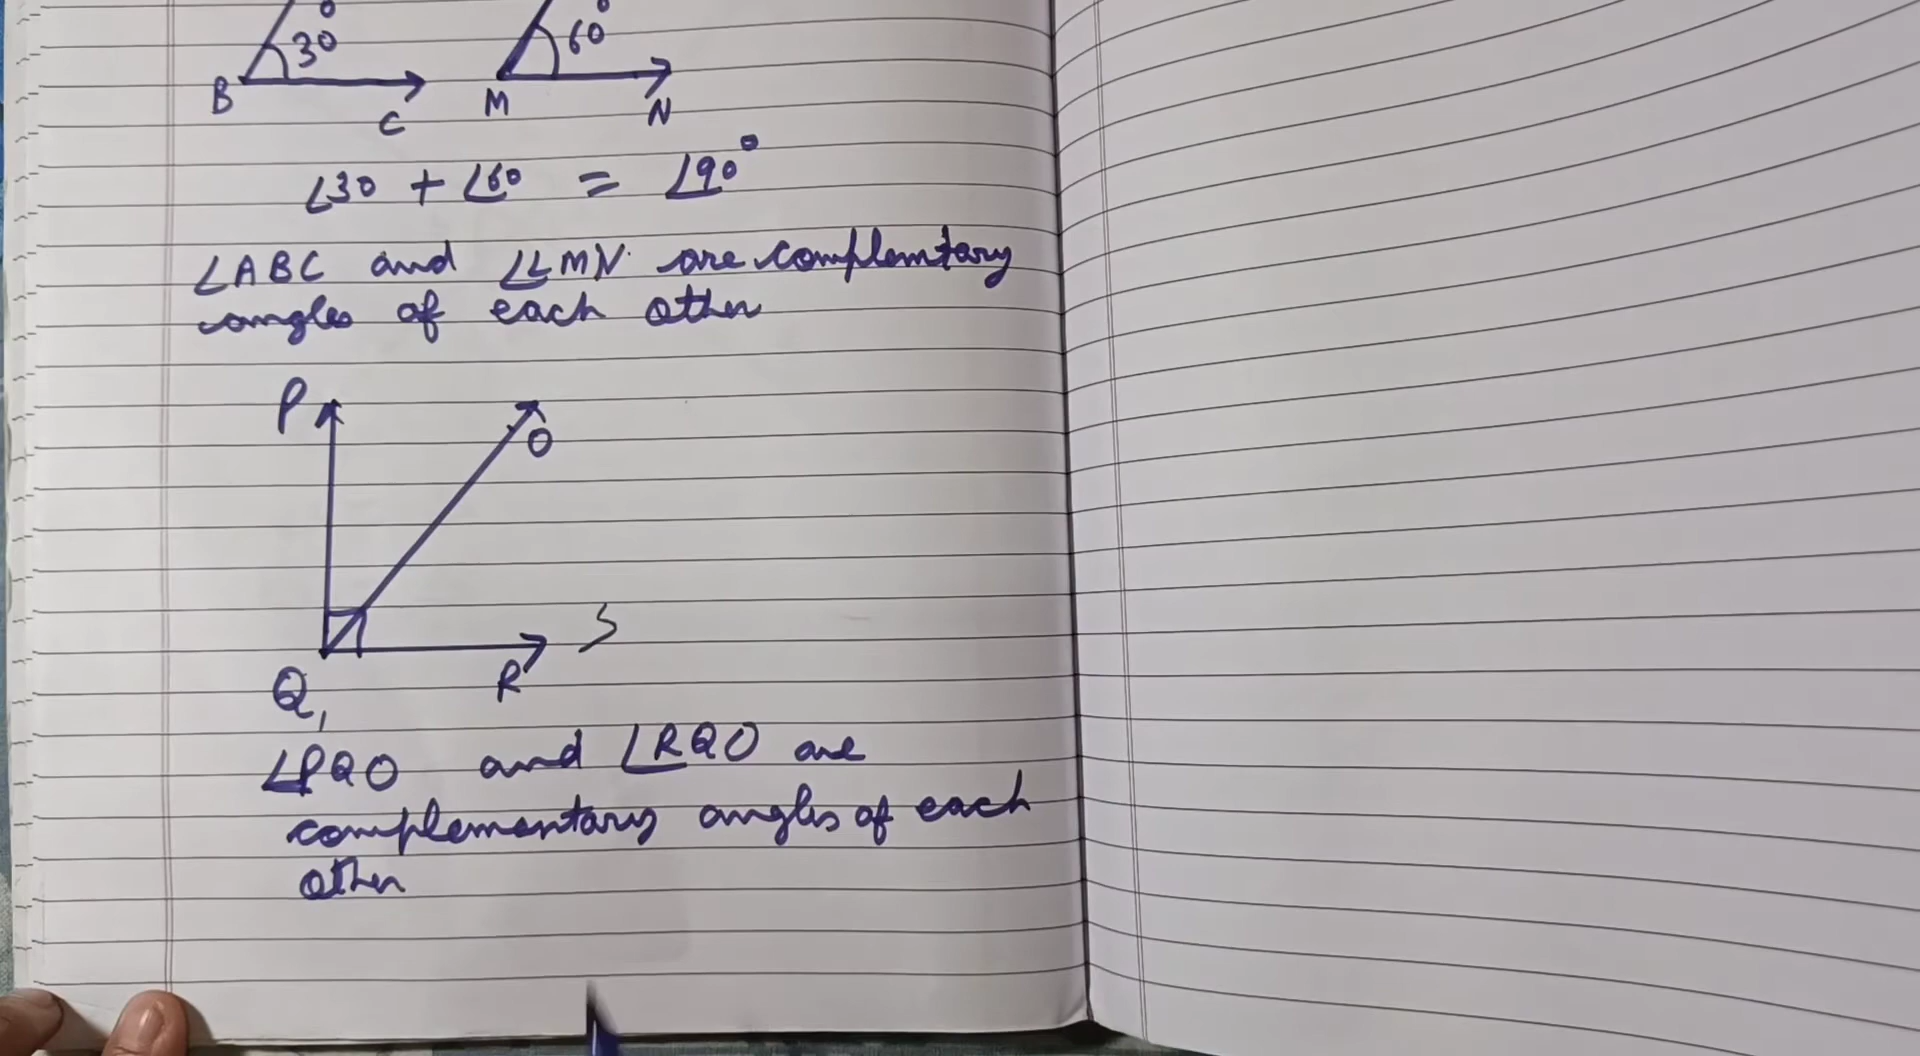 30°
60°
B
C
M
N
∠30 + ∠60 = ∠90°
∠ABC and ∠LMN are complemtary
angles of each other
P
O
S
Q,
R
∠PQO and ∠RQO are
complementary angles of each
other